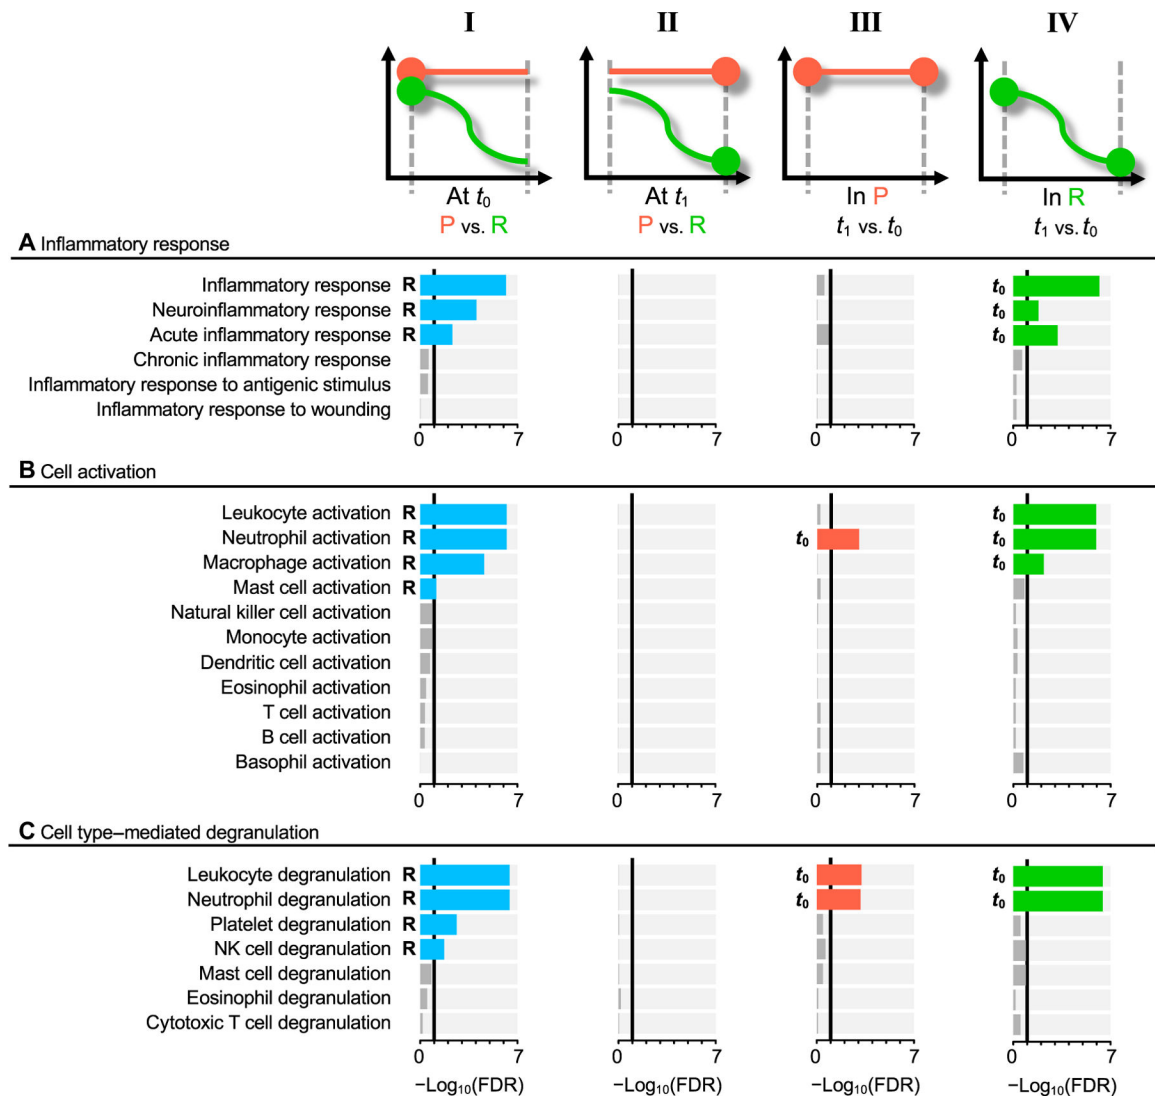 I II III IV
At t0 At t1 In P In R
P vs. R P vs. R t1 vs. t0 t1 vs. t0
A Inflammatory response
Inflammatory response R t0
Neuroinflammatory response R t0
Acute inflammatory response R t0
Chronic inflammatory response
Inflammatory response to antigenic stimulus
Inflammatory response to wounding
0 7 0 7 0 7 0 7
B Cell activation
Leukocyte activation R t0
Neutrophil activation R t0 t0
Macrophage activation R t0
Mast cell activation R
Natural killer cell activation
Monocyte activation
Dendritic cell activation
Eosinophil activation
T cell activation
B cell activation
Basophil activation
0 7 0 7 0 7 0 7
C Cell type–mediated degranulation
Leukocyte degranulation R t0 t0
Neutrophil degranulation R t0 t0
Platelet degranulation R
NK cell degranulation R
Mast cell degranulation
Eosinophil degranulation
Cytotoxic T cell degranulation
0 7 0 7 0 7 0 7
−Log10(FDR) −Log10(FDR) −Log10(FDR) −Log10(FDR)